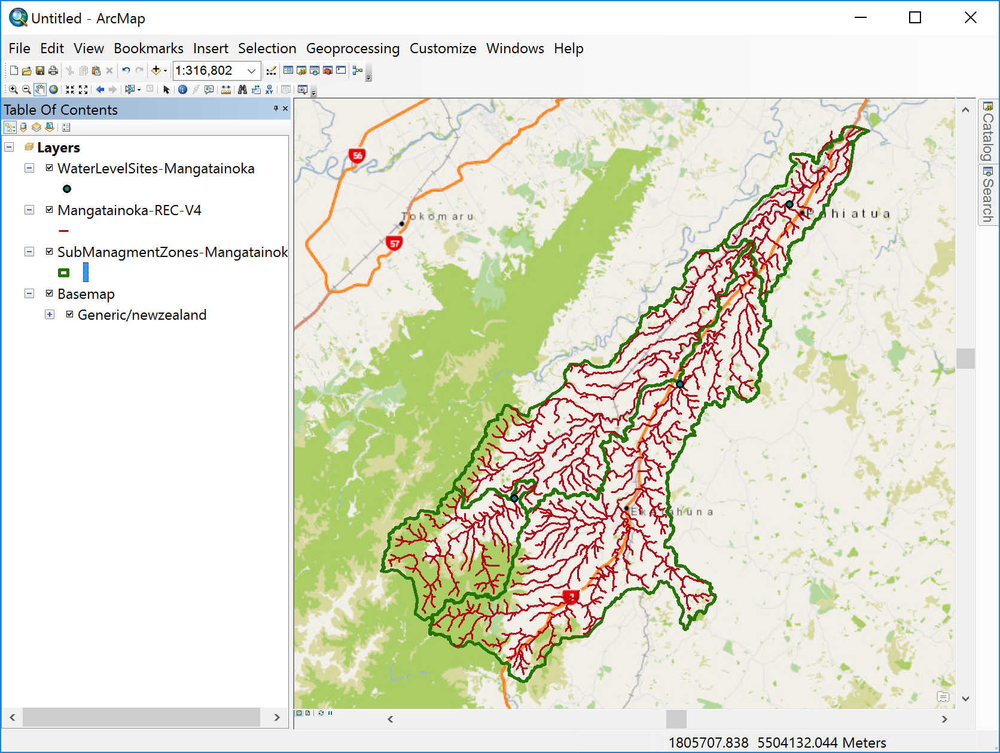 Untitled - ArcMap
File Edit View Bookmarks Insert Selection Geoprocessing Customize Windows Help
1:316,802
Table Of Contents
Layers
WaterLevelSites-Mangatainoka
Mangatainoka-REC-V4
SubManagmentZones-Mangatainok
Basemap
Generic/newzealand
56
Tokomaru
57
Pahiatua
Catalog
Search
1805707.838 5504132.044 Meters